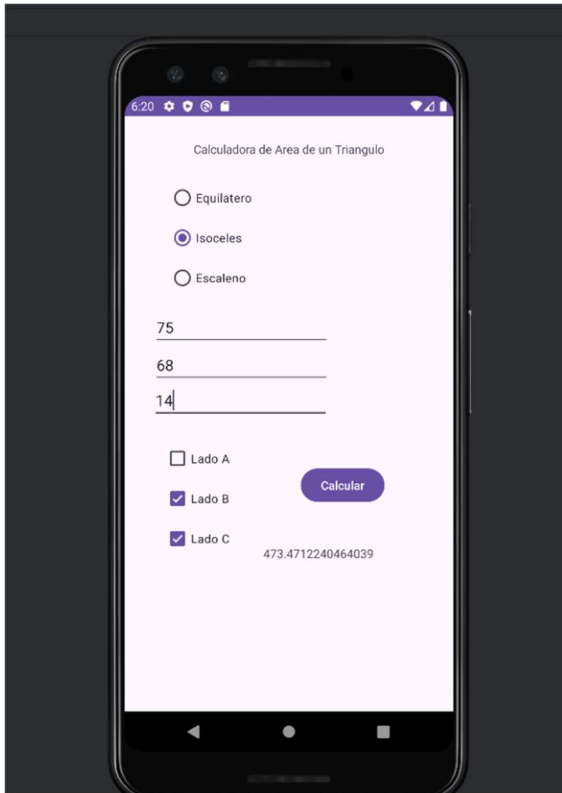 6:20
Calculadora de Area de un Triangulo
Equilatero
Isoceles
Escaleno
75
68
14
Lado A
Lado B
Calcular
Lado C
473.4712240464039